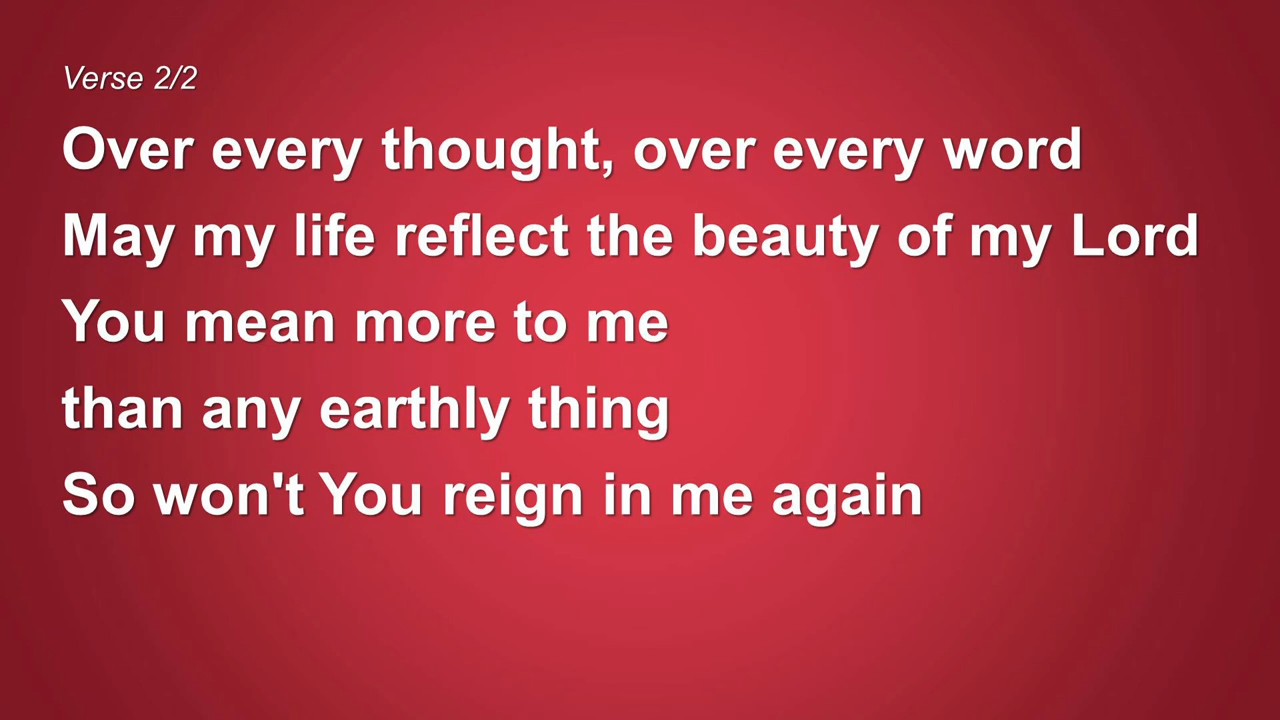 Verse 2/2
Over every thought, over every word
May my life reflect the beauty of my Lord
You mean more to me
than any earthly thing
So won't You reign in me again